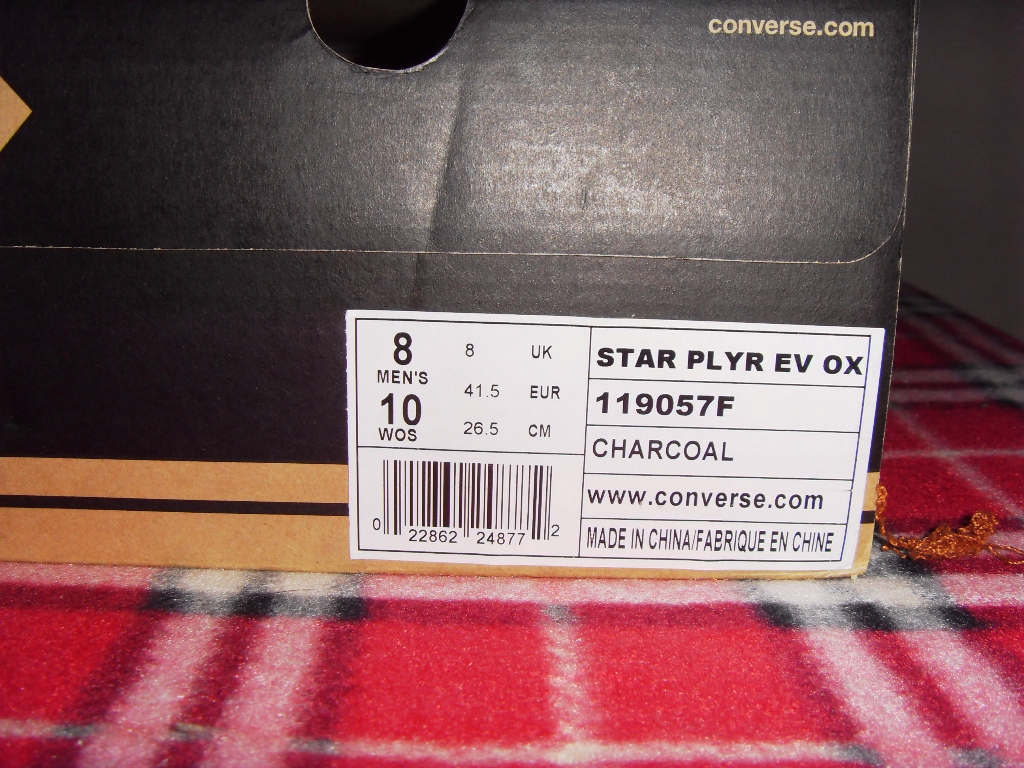 converse.com
8 8 UK
MEN'S
41.5 EUR
10
WOS 26.5 CM
0 22862 24877 2
STAR PLYR EV OX
119057F
CHARCOAL
www.converse.com
MADE IN CHINA/FABRIQUE EN CHINE